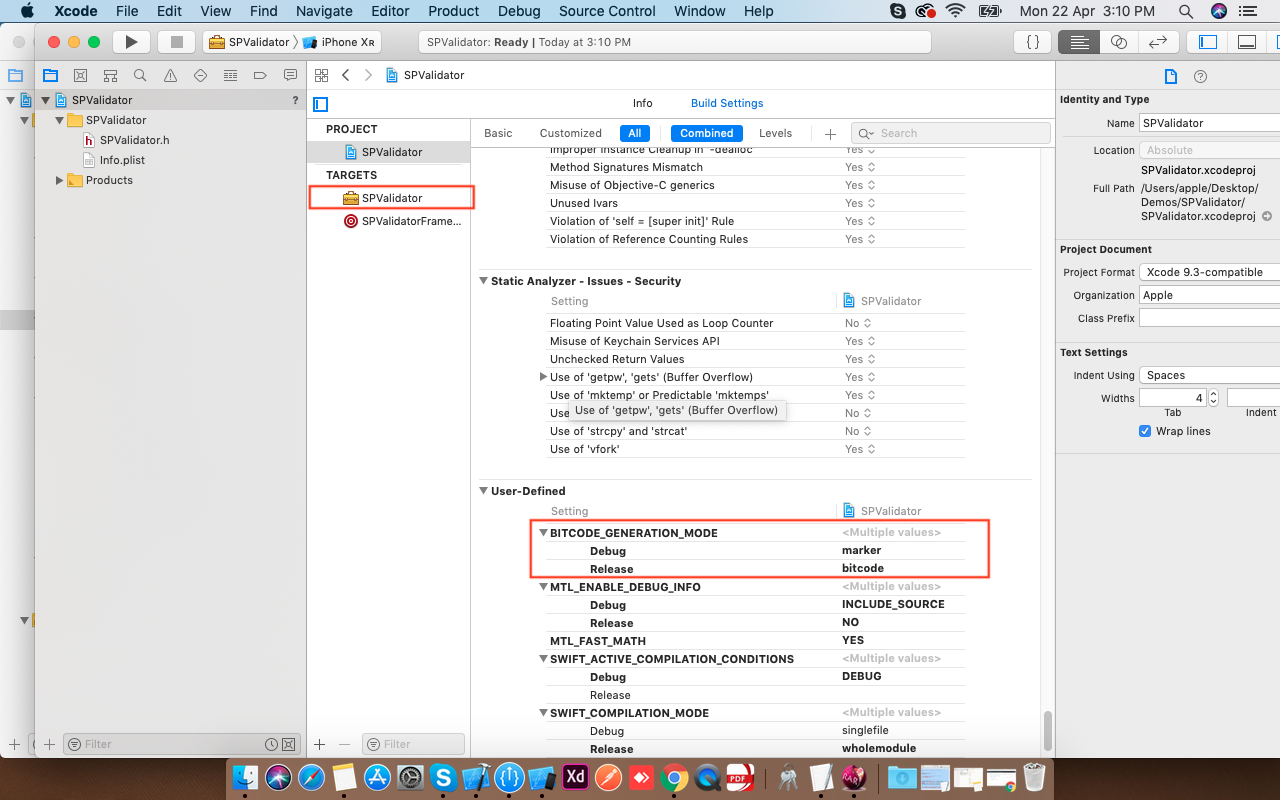 Xcode File Edit View Find Navigate Editor Product Debug Source Control Window Help Mon 22 Apr 3:10 PM
SPValidator iPhone XR SPValidator: Ready | Today at 3:10 PM { }
SPValidator
Info Build Settings
SPValidator ?
SPValidator
h SPValidator.h
Info.plist
Products
PROJECT
SPValidator
TARGETS
SPValidator
SPValidatorFrame...
Basic Customized All Combined Levels + Search
Improper Instance Cleanup in '-dealloc' Yes
Method Signatures Mismatch Yes
Misuse of Objective-C generics Yes
Unused Ivars Yes
Violation of 'self = [super init]' Rule Yes
Violation of Reference Counting Rules Yes
Static Analyzer - Issues - Security
Setting SPValidator
Floating Point Value Used as Loop Counter No
Misuse of Keychain Services API Yes
Unchecked Return Values Yes
Use of 'getpw', 'gets' (Buffer Overflow) Yes
Use of 'mktemp' or Predictable 'mktemps' Yes
Use No
Use of 'getpw', 'gets' (Buffer Overflow)
Use of 'strcpy' and 'strcat' No
Use of 'vfork' Yes
User-Defined
Setting SPValidator
BITCODE_GENERATION_MODE <Multiple values>
Debug marker
Release bitcode
MTL_ENABLE_DEBUG_INFO <Multiple values>
Debug INCLUDE_SOURCE
Release NO
MTL_FAST_MATH YES
SWIFT_ACTIVE_COMPILATION_CONDITIONS <Multiple values>
Debug DEBUG
Release
SWIFT_COMPILATION_MODE <Multiple values>
Debug singlefile
Release wholemodule
Identity and Type
Name SPValidator
Location Absolute
SPValidator.xcodeproj
Full Path /Users/apple/Desktop/
Demos/SPValidator/
SPValidator.xcodeproj
Project Document
Project Format Xcode 9.3-compatible
Organization Apple
Class Prefix
Text Settings
Indent Using Spaces
Widths 4
Tab Indent
Wrap lines
+ + Filter + − Filter
Xd PDF